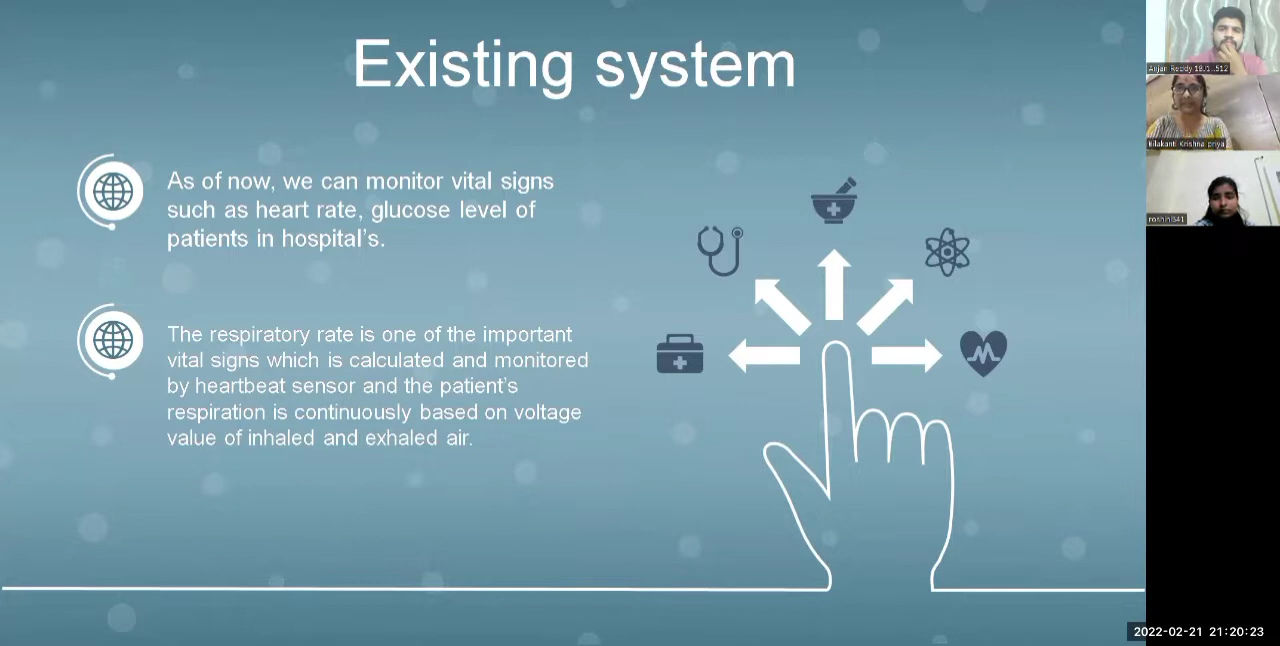 Existing system
As of now, we can monitor vital signs
such as heart rate, glucose level of
patients in hospital's.
The respiratory rate is one of the important
vital signs which is calculated and monitored
by heartbeat sensor and the patient's
respiration is continuously based on voltage
value of inhaled and exhaled air.
Anjan Reddy
Krishna priya
2022-02-21 21:20:23